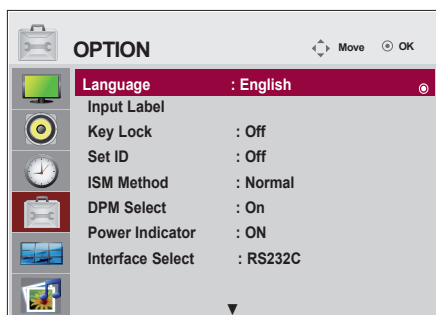 OPTION Move OK
Language : English
Input Label
Key Lock : Off
Set ID : Off
ISM Method : Normal
DPM Select : On
Power Indicator : ON
Interface Select : RS232C